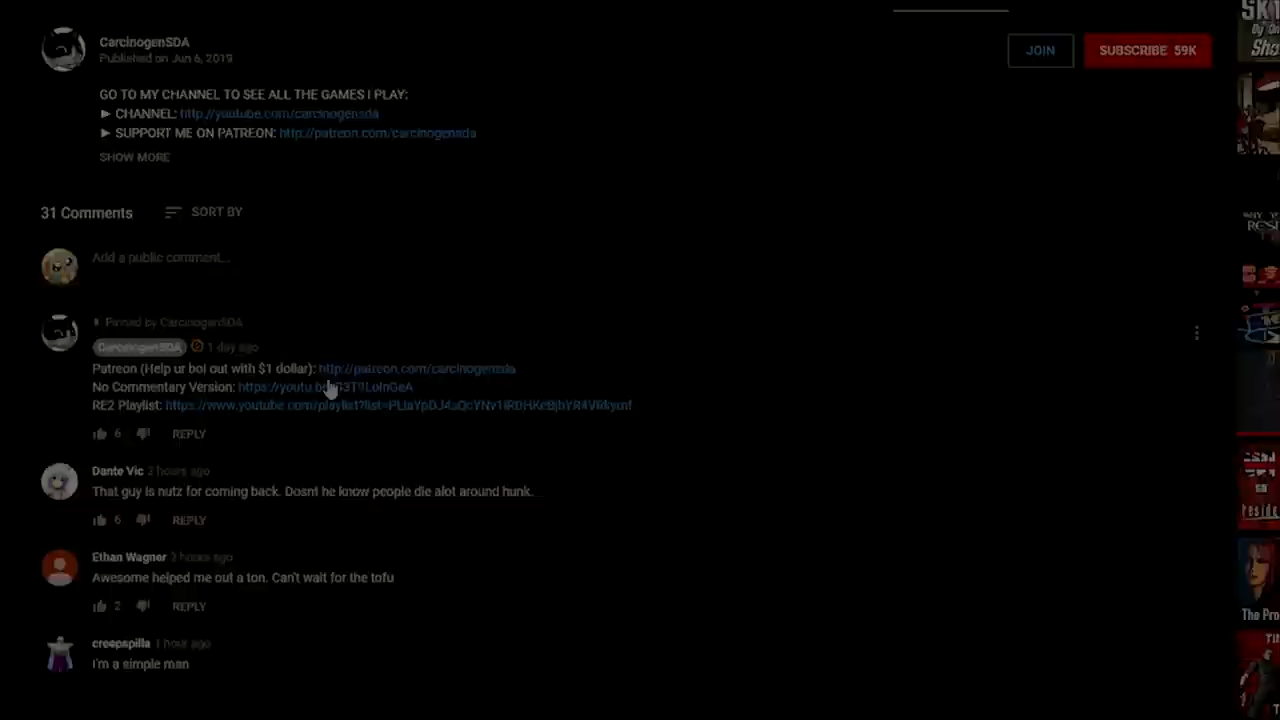 CarcinogenSDA
Published on Jun 6, 2019
JOIN
SUBSCRIBE 59K
GO TO MY CHANNEL TO SEE ALL THE GAMES I PLAY:
► CHANNEL: http://youtube.com/carcinogensda
► SUPPORT ME ON PATREON: http://patreon.com/carcinogensda
SHOW MORE
31 Comments
SORT BY
Add a public comment...
Pinned by CarcinogenSDA
CarcinogenSDA 1 day ago
Patreon (Help ur boi out with $1 dollar): http://patreon.com/carcinogensda
No Commentary Version:
RE2 Playlist:
6 REPLY
Dante Vic 2 hours ago
That guy is nutz for coming back. Dosnt he know people die alot around hunk.
6 REPLY
Ethan Wagner 2 hours ago
Awesome helped me out a ton. Can't wait for the tofu
2 REPLY
creepspilla 1 hour ago
I'm a simple man
The Pro